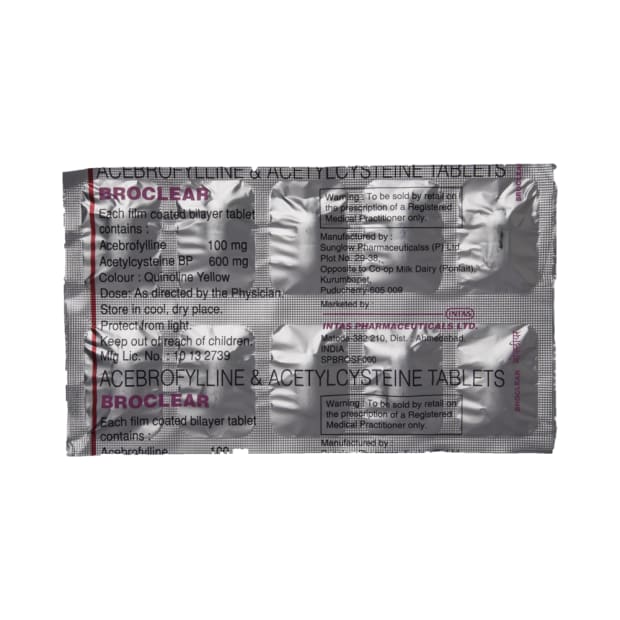 ACEBROFYLLINE & ACETYLCYSTEINE TABLETS
BROCLEAR
Each film coated bilayer tablet
contains :
Acebrofylline 100 mg
Acetylcysteine BP 600 mg
Colour : Quinoline Yellow
Dose: As directed by the Physician.
Store in cool, dry place.
Protect from light.
Keep out of reach of children.
Mfg Lic. No. : 10 13 2739
Warning : To be sold by retail on
the prescription of a Registered
Medical Practitioner only.
Manufactured by :
Sunglow Pharmaceuticalss (P) Ltd
Plot No. 29-38,
Opposite to Co-op Milk Dairy (Ponlait),
Kurumbapet,
Puducherry-605 009
Marketed by
INTAS
INTAS PHARMACEUTICALS LTD.
Matoda-382 210, Dist. : Ahmedabad.
INDIA
SPBROSF000
BROCLEAR
BROCLEAR
ACEBROFYLLINE & ACETYLCYSTEINE TABLETS
BROCLEAR
Each film coated bilayer tablet
contains :
Acebrofylline 100
Warning : To be sold by retail on
the prescription of a Registered
Medical Practitioner only.
Manufactured by :